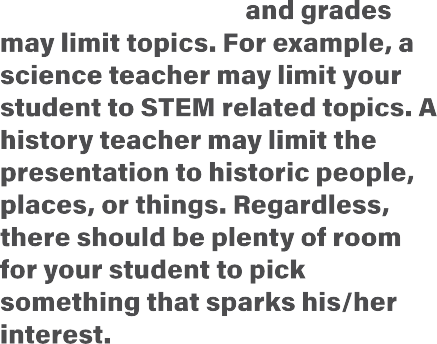 and grades
may limit topics. For example, a
science teacher may limit your
student to STEM related topics. A
history teacher may limit the
presentation to historic people,
places, or things. Regardless,
there should be plenty of room
for your student to pick
something that sparks his/her
interest.